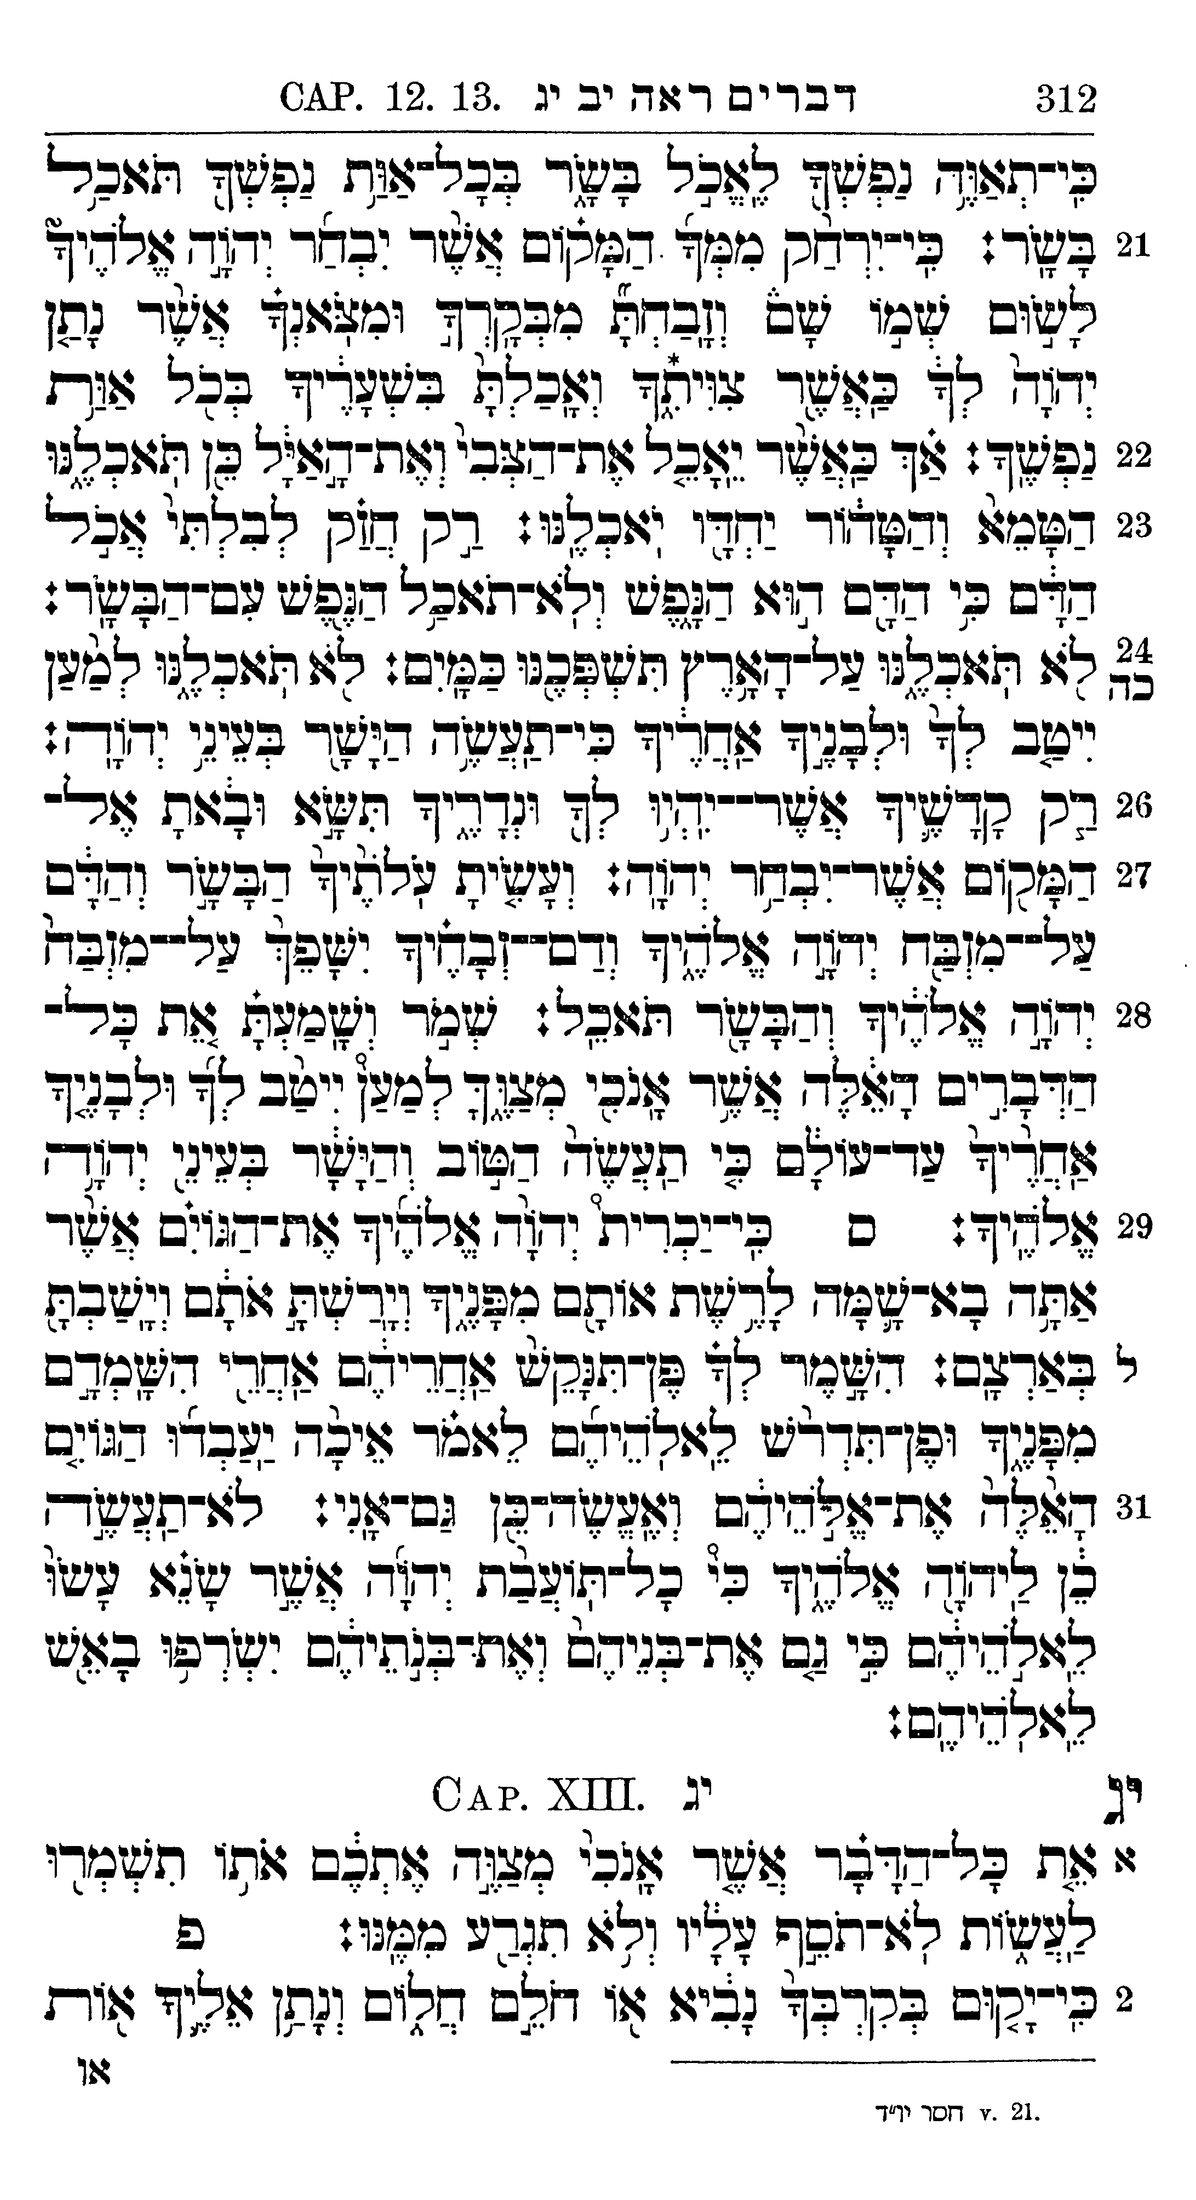 CAP. 12. 13. דברים ראה יב יג 312
כִּֽי־תְאַוֶּ֥ה נַפְשְׁךָ֖ לֶאֱכֹ֣ל בָּשָׂ֑ר בְּכָל־אַוַּ֥ת נַפְשְׁךָ֖ תֹּאכַ֥ל
21 בָּשָֽׂר׃ כִּֽי־יִרְחַ֨ק מִמְּךָ֜ הַמָּק֗וֹם אֲשֶׁ֨ר יִבְחַ֜ר יְהוָ֣ה אֱלֹהֶיךָ֮
לָשׂ֣וּם שְׁמ֣וֹ שָׁם֒ וְזָבַחְתָּ֞ מִבְּקָרְךָ֣ וּמִצֹּֽאנְךָ֗ אֲשֶׁ֨ר נָתַ֤ן
יְהוָה֙ לְךָ֔ כַּאֲשֶׁ֖ר צִוִּיתִ֑ךָ* וְאָֽכַלְתָּ֙ בִּשְׁעָרֶ֔יךָ בְּכֹ֖ל אַוַּ֥ת
22 נַפְשֶֽׁךָ׃ אַ֗ךְ כַּאֲשֶׁ֨ר יֵאָכֵ֤ל אֶֽת־הַצְּבִי֙ וְאֶת־הָ֣אַיָּ֔ל כֵּ֖ן תֹּאכְלֶ֑נּוּ
23 הַטָּמֵא֙ וְהַטָּה֔וֹר יַחְדָּ֖ו יֹאכְלֶֽנּוּ׃ רַ֣ק חֲזַ֗ק לְבִלְתִּי֙ אֲכֹ֣ל
הַדָּ֔ם כִּ֥י הַדָּ֖ם ה֣וּא הַנָּ֑פֶשׁ וְלֹֽא־תֹאכַ֥ל הַנֶּ֖פֶשׁ עִם־הַבָּשָֽׂר׃
24 כה לֹ֖א תֹּאכְלֶ֑נּוּ עַל־הָאָ֥רֶץ תִּשְׁפְּכֶ֖נּוּ כַּמָּֽיִם׃ לֹ֖א תֹּאכְלֶ֑נּוּ לְמַ֨עַן
יִיטַ֤ב לְךָ֙ וּלְבָנֶ֣יךָ אַחֲרֶ֔יךָ כִּֽי־תַעֲשֶׂ֥ה הַיָּשָׁ֖ר בְּעֵינֵ֥י יְהוָֽה׃
26 רַ֧ק קָֽדָשֶׁ֛יךָ אֲשֶׁר־יִהְי֥וּ לְךָ֖ וּנְדָרֶ֑יךָ תִּשָּׂ֣א וּבָ֔אתָ אֶל־
27 הַמָּק֖וֹם אֲשֶׁר־יִבְחַ֥ר יְהוָֽה׃ וְעָשִׂ֤יתָ עֹלֹתֶ֨יךָ֙ הַבָּשָׂ֣ר וְהַדָּ֔ם
עַל־מִזְבַּ֖ח יְהוָ֣ה אֱלֹהֶ֑יךָ וְדַם־זְבָחֶ֗יךָ יִשָּׁפֵךְ֙ עַל־מִזְבַּח֙
28 יְהוָ֣ה אֱלֹהֶ֔יךָ וְהַבָּשָׂ֖ר תֹּאכֵֽל׃ שְׁמֹ֣ר וְשָׁמַעְתָּ֗ אֵ֚ת כָּל־
הַדְּבָרִ֣ים הָאֵ֔לֶּה אֲשֶׁ֥ר אָנֹכִ֖י מְצַוֶּ֑ךָּ לְמַעַן֩ יִיטַ֨ב לְךָ֜ וּלְבָנֶ֤יךָ
אַחֲרֶ֨יךָ֙ עַד־עוֹלָ֔ם כִּ֤י תַעֲשֶׂה֙ הַטּ֣וֹב וְהַיָּשָׁ֔ר בְּעֵינֵ֖י יְהוָ֥ה
29 אֱלֹהֶֽיךָ׃ ס כִּֽי־יַכְרִית֩ יְהוָ֨ה אֱלֹהֶ֜יךָ אֶת־הַגּוֹיִ֗ם אֲשֶׁ֨ר
אַתָּ֥ה בָא־שָׁ֛מָּה לָרֶ֥שֶׁת אוֹתָ֖ם מִפָּנֶ֑יךָ וְיָרַשְׁתָּ֣ אֹתָ֔ם וְיָשַׁבְתָּ֖
ל בְּאַרְצָֽם׃ הִשָּׁ֣מֶר לְךָ֗ פֶּן־תִּנָּקֵשׁ֙ אַחֲרֵיהֶ֔ם אַחֲרֵ֖י הִשָּׁמְדָ֣ם
מִפָּנֶ֑יךָ וּפֶן־תִּדְרֹ֨שׁ לֵֽאלֹהֵיהֶ֜ם לֵאמֹ֗ר אֵיכָ֨ה יַעַבְד֜וּ הַגּוֹיִ֤ם
31 הָאֵ֨לֶּה֙ אֶת־אֱלֹ֣הֵיהֶ֔ם וְאֶעֱשֶׂה־כֵּ֖ן גַּם־אָֽנִי׃ לֹא־תַעֲשֶׂ֣ה
כֵ֔ן לַיהוָ֖ה אֱלֹהֶ֑יךָ כִּי֩ כָל־תּוֹעֲבַ֨ת יְהוָ֜ה אֲשֶׁ֣ר שָׂנֵ֗א עָשׂוּ֙
לֵאלֹ֣הֵיהֶ֔ם כִּ֣י גַ֤ם אֶת־בְּנֵיהֶם֙ וְאֶת־בְּנֹ֣תֵיהֶ֔ם יִשְׂרְפ֥וּ בָאֵ֖שׁ
לֵאלֹֽהֵיהֶֽם׃
CAP. XIII. יג יג
א אֵ֣ת כָּל־הַדָּבָ֗ר אֲשֶׁ֤ר אָנֹכִי֙ מְצַוֶּ֣ה אֶתְכֶ֔ם אֹת֥וֹ תִשְׁמְר֖וּ
לַעֲשׂ֑וֹת לֹא־תֹסֵ֣ף עָלָ֔יו וְלֹ֥א תִגְרַ֖ע מִמֶּֽנּוּ׃ פ
2 כִּֽי־יָק֤וּם בְּקִרְבְּךָ֙ נָבִ֔יא א֖וֹ חֹלֵ֣ם חֲל֑וֹם וְנָתַ֥ן אֵלֶ֛יךָ א֖וֹת
או
v. 21. חסר יו״ד